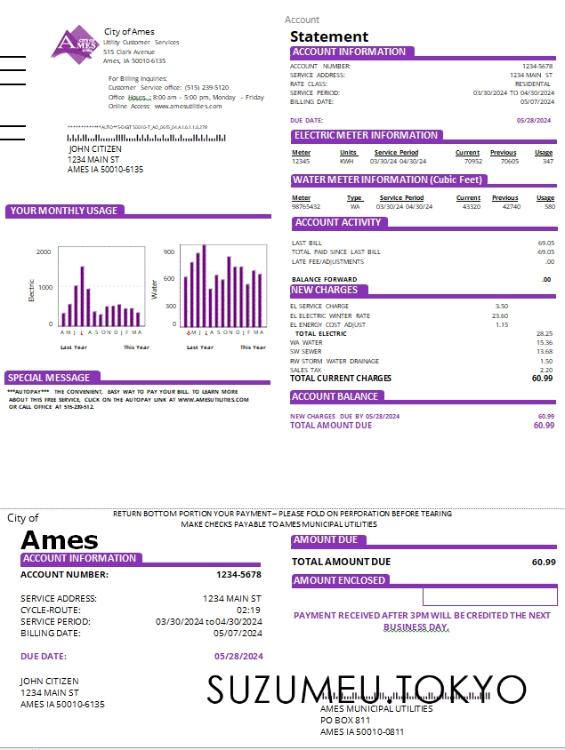 Account
Statement
City of Ames
Utility Customer Services
515 Clark Avenue
Ames, IA 50010
For Billing Inquiries:
Customer Service office: (515) 239-5120
Office Hours: 8:00 am - 5:00 pm, Monday - Friday
Online Access: www.amesutilities.com
JOHN CITIZEN
1234 MAIN ST
AMES IA 50010-6135
ACCOUNT INFORMATION
ACCOUNT NUMBER: 1234-5678
SERVICE ADDRESS: 1234 MAIN ST
RATE CLASS: RESIDENTAL
SERVICE PERIOD: 03/30/2024 TO 04/30/2024
BILLING DATE: 05/07/2024
DUE DATE: 05/28/2024
ELECTRIC METER INFORMATION
Meter Units Service Period Current Previous Usage
12345 KWH 03/30/24 04/30/24 70952 70605 347
WATER METER INFORMATION (Cubic Feet)
Meter Type Service Period Current Previous Usage
98765432 WA 03/30/24 04/30/24 43320 42740 580
ACCOUNT ACTIVITY
LAST BILL 69.05
TOTAL PAID SINCE LAST BILL 69.05
LATE FEE/ADJUSTMENTS .00
BALANCE FORWARD .00
NEW CHARGES
EL SERVICE CHARGE 3.50
EL ELECTRIC WINTER RATE 23.60
EL ENERGY COST ADJUST 1.15
TOTAL ELECTRIC 28.25
WA WATER 15.36
SW SEWER 13.68
RW STORM WATER DRAINAGE 1.50
SALES TAX 2.20
TOTAL CURRENT CHARGES 60.99
ACCOUNT BALANCE
NEW CHARGES DUE BY 05/28/2024 60.99
TOTAL AMOUNT DUE 60.99
YOUR MONTHLY USAGE
Electric
2000
1000
0
A M J J A S O N D J F M A
Last Year This Year
Water
900
600
300
0
A M J J A S O N D J F M A
Last Year This Year
SPECIAL MESSAGE
***AUTOPAY*** THE CONVENIENT, EASY WAY TO PAY YOUR BILL. TO LEARN MORE
ABOUT THIS FREE SERVICE, CLICK ON THE AUTOPAY LINK AT WWW.AMESUTILITIES.COM
OR CALL OFFICE AT 515-239-512.
RETURN BOTTOM PORTION YOUR PAYMENT-- PLEASE FOLD ON PERFORATION BEFORE TEARING
MAKE CHECKS PAYABLE TO AMES MUNICIPAL UTILITIES
City of
Ames
ACCOUNT INFORMATION
ACCOUNT NUMBER: 1234-5678
SERVICE ADDRESS: 1234 MAIN ST
CYCLE-ROUTE: 02:19
SERVICE PERIOD: 03/30/2024 to 04/30/2024
BILLING DATE: 05/07/2024
DUE DATE: 05/28/2024
JOHN CITIZEN
1234 MAIN ST
AMES IA 50010-6135
AMOUNT DUE
TOTAL AMOUNT DUE 60.99
AMOUNT ENCLOSED
PAYMENT RECEIVED AFTER 3PM WILL BE CREDITED THE NEXT
BUSINESS DAY.
SUZUMEU.TOKYO
AMES MUNICIPAL UTILITIES
PO BOX 811
AMES IA 50010-0811